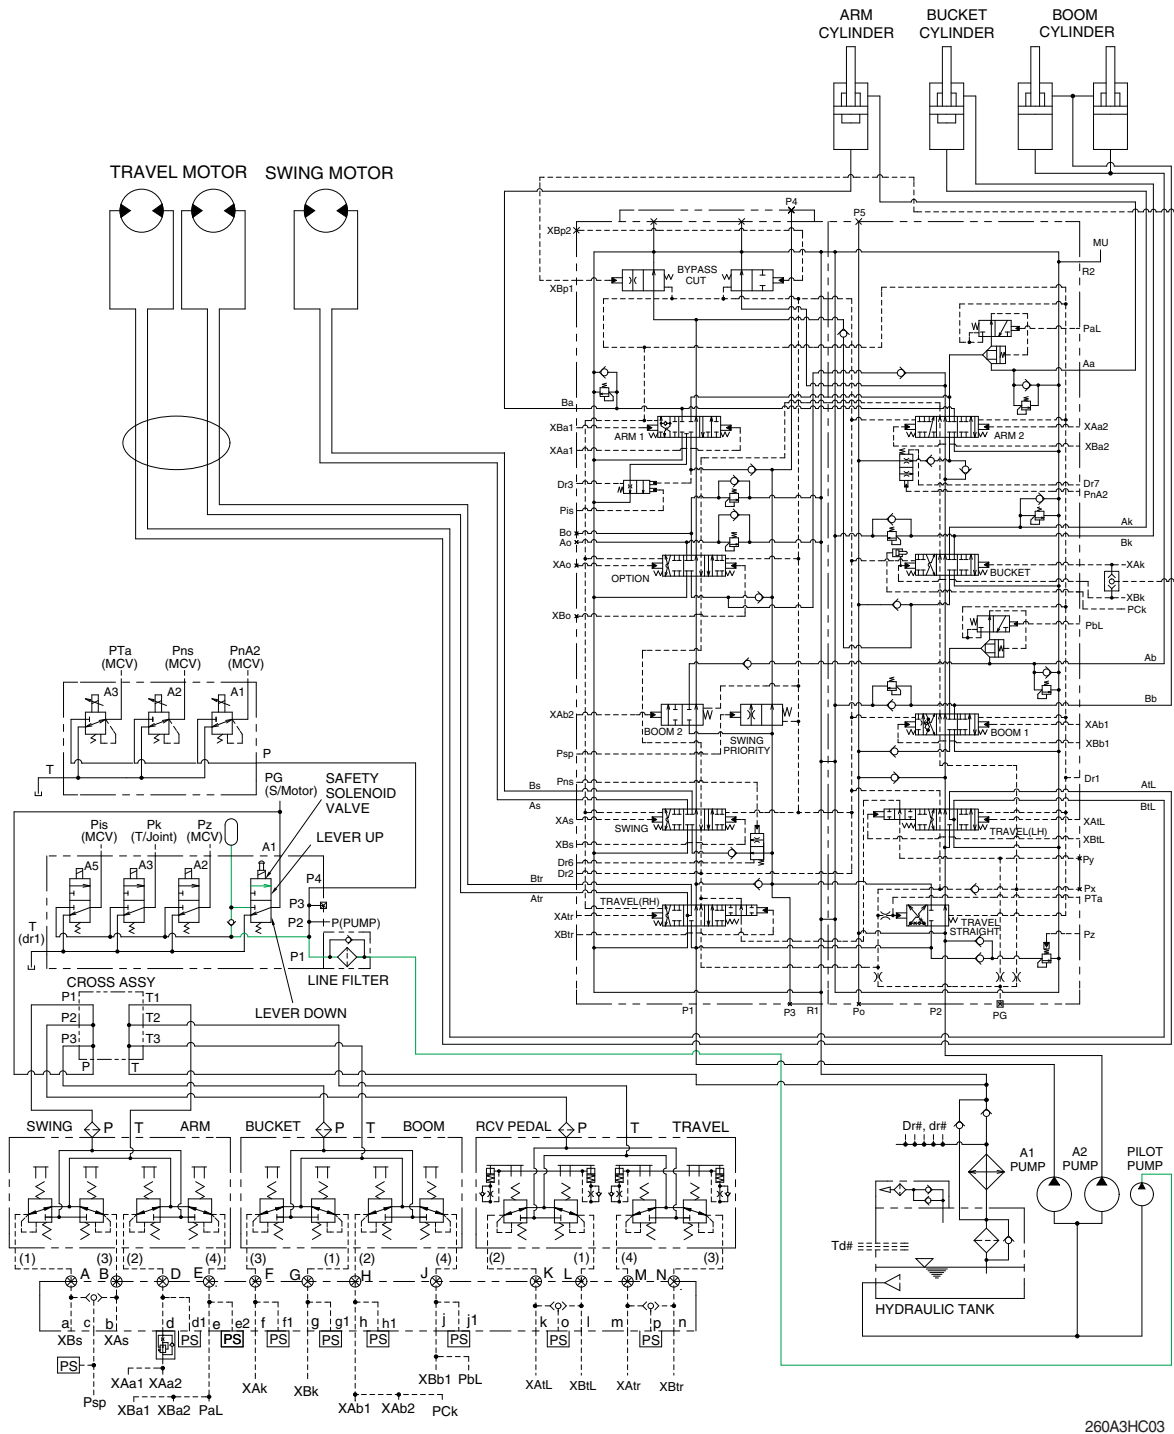 ARM
CYLINDER
BUCKET
CYLINDER
BOOM
CYLINDER
TRAVEL MOTOR
SWING MOTOR
P4
P5
XBp2
MU
R2
BYPASS
CUT
XBp1
PaL
Aa
Ba
XBa1
ARM 1
XAa1
ARM 2
XAa2
XBa2
Dr3
Pis
Dr7
PnA2
Bo
Ao
Ak
Bk
XAo
OPTION
BUCKET
XAk
XBk
PCk
XBo
PbL
Ab
Bb
XAb2
BOOM 2
SWING
PRIORITY
BOOM 1
XAb1
XBb1
Psp
Pns
Dr1
Bs
As
AtL
BtL
XAs
SWING
TRAVEL(LH)
XAtL
XBtL
XBs
Dr6
Dr2
Py
Btr
Atr
Px
PTa
TRAVEL(RH)
XAtr
XBtr
TRAVEL
STRAIGHT
Pz
P1
P3
R1
Po
P2
PG
PTa
(MCV)
Pns
(MCV)
PnA2
(MCV)
A3
A2
A1
P
T
PG
(S/Motor)
SAFETY
SOLENOID
VALVE
LEVER UP
Pis
(MCV)
Pk
(T/Joint)
Pz
(MCV)
A1
A5
A3
A2
P4
P3
P2
P(PUMP)
P1
T
(dr1)
LINE FILTER
LEVER DOWN
CROSS ASSY
P1
T1
P2
T2
P3
T3
P
T
SWING
P
T
ARM
BUCKET
P
T
BOOM
RCV PEDAL
P
T
TRAVEL
(1)
(3)
(2)
(4)
(3)
(1)
(2)
(4)
(2)
(1)
(4)
(3)
A
B
D
E
F
G
H
J
K
L
M
N
a
c
b
d
d1
e
e2
f
f1
g
g1
h
h1
j
j1
k
o
l
m
p
n
XBs
XAs
PS
PS
PS
PS
PS
PS
PS
PS
PS
Psp
XAa1
XAa2
XBa1
XBa2
PaL
XAk
XBk
XAb1
XAb2
PCk
XBb1
PbL
XAtL
XBtL
XAtr
XBtr
Dr#, dr#
A1
PUMP
A2
PUMP
PILOT
PUMP
Td#
HYDRAULIC TANK
260A3HC03